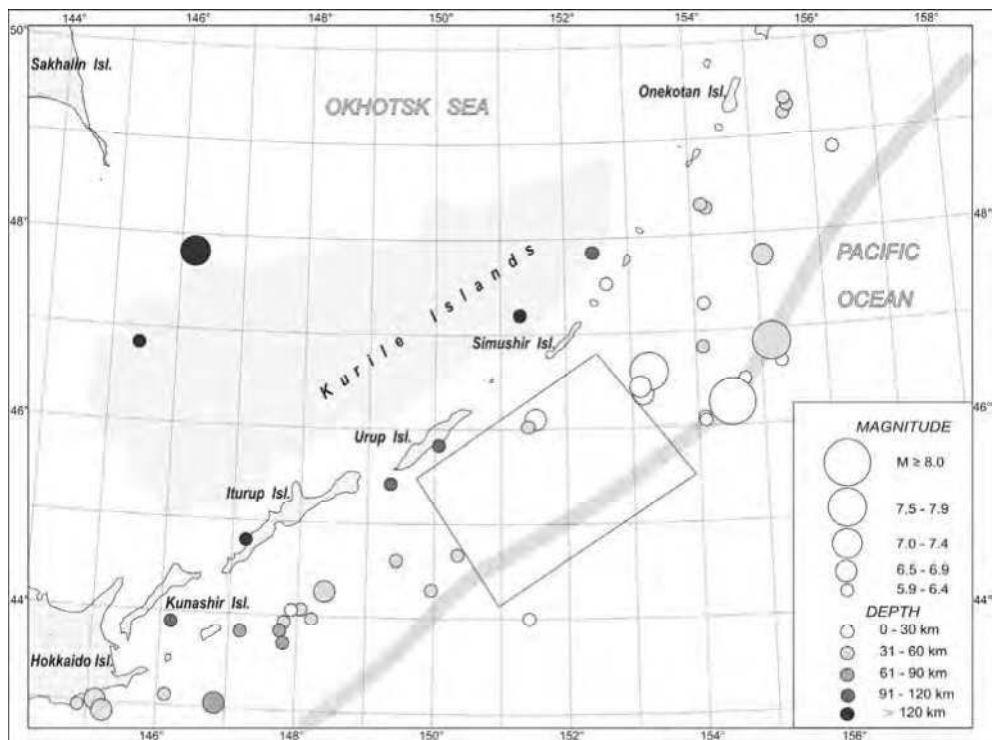 144° 146° 148° 150° 152° 154° 156° 158°
50°
Sakhalin Isl.
OKHOTSK SEA
Onekotan Isl.
48° 48°
PACIFIC
OCEAN
Kurile Islands
Simushir Isl.
46° 46°
Urup Isl.
Iturup Isl.
44° 44°
Kunashir Isl.
Hokkaido Isl.
MAGNITUDE
M ≥ 8.0
7.5 - 7.9
7.0 - 7.4
6.5 - 6.9
5.9 - 6.4
DEPTH
0 - 30 km
31 - 60 km
61 - 90 km
91 - 120 km
> 120 km
146° 148° 150° 152° 154° 156°